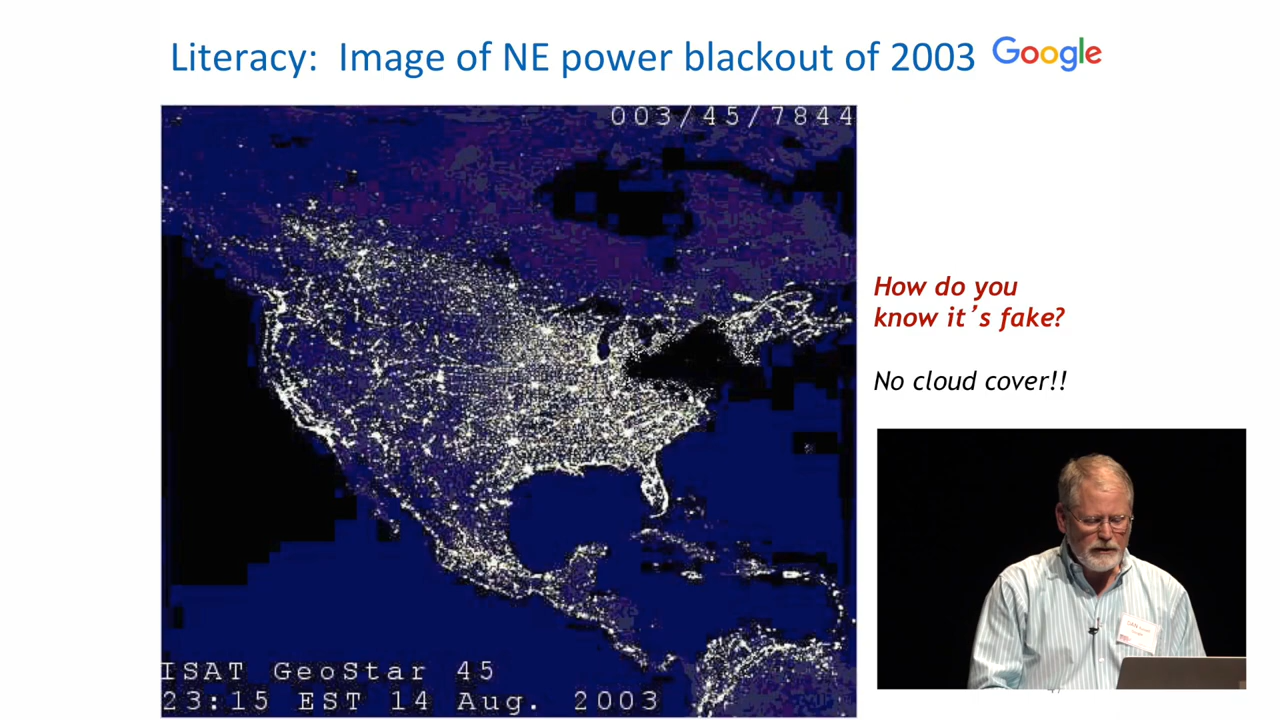 Literacy: Image of NE power blackout of 2003 Google
003/45/7844
How do you
know it's fake?
No cloud cover!!
DAN
ISAT GeoStar 45
23:15 EST 14 Aug. 2003